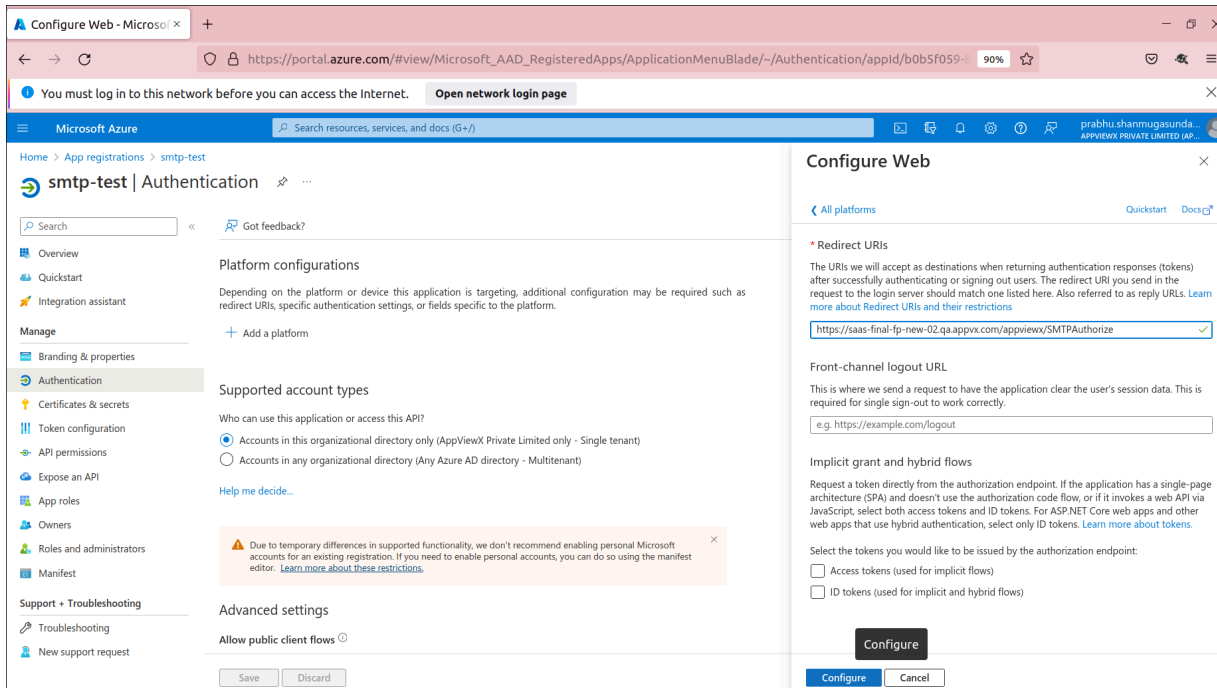 Configure Web - Microsof
https://portal.azure.com/#view/Microsoft_AAD_RegisteredApps/ApplicationMenuBlade/~/Authentication/appId/b0b5f059-8
90%
You must log in to this network before you can access the Internet.
Open network login page
Microsoft Azure
Search resources, services, and docs (G+/)
prabhu.shanmugasunda...
APPVIEWX PRIVATE LIMITED (AP...
Home > App registrations > smtp-test
smtp-test | Authentication
Search
Got feedback?
Overview
Quickstart
Integration assistant
Manage
Branding & properties
Authentication
Certificates & secrets
Token configuration
API permissions
Expose an API
App roles
Owners
Roles and administrators
Manifest
Support + Troubleshooting
Troubleshooting
New support request
Platform configurations
Depending on the platform or device this application is targeting, additional configuration may be required such as
redirect URIs, specific authentication settings, or fields specific to the platform.
Add a platform
Supported account types
Who can use this application or access this API?
Accounts in this organizational directory only (AppViewX Private Limited only - Single tenant)
Accounts in any organizational directory (Any Azure AD directory - Multitenant)
Help me decide...
Due to temporary differences in supported functionality, we don't recommend enabling personal Microsoft
accounts for an existing registration. If you need to enable personal accounts, you can do so using the manifest
editor. Learn more about these restrictions.
Advanced settings
Allow public client flows
Save
Discard
Configure Web
All platforms
Quickstart
Docs
* Redirect URIs
The URIs we will accept as destinations when returning authentication responses (tokens)
after successfully authenticating or signing out users. The redirect URI you send in the
request to the login server should match one listed here. Also referred to as reply URLs. Learn
more about Redirect URIs and their restrictions
https://saas-final-fp-new-02.qa.appvx.com/appviewx/SMTPAuthorize
Front-channel logout URL
This is where we send a request to have the application clear the user's session data. This is
required for single sign-out to work correctly.
e.g. https://example.com/logout
Implicit grant and hybrid flows
Request a token directly from the authorization endpoint. If the application has a single-page
architecture (SPA) and doesn't use the authorization code flow, or if it invokes a web API via
JavaScript, select both access tokens and ID tokens. For ASP.NET Core web apps and other
web apps that use hybrid authentication, select only ID tokens. Learn more about tokens.
Select the tokens you would like to be issued by the authorization endpoint:
Access tokens (used for implicit flows)
ID tokens (used for implicit and hybrid flows)
Configure
Configure
Cancel